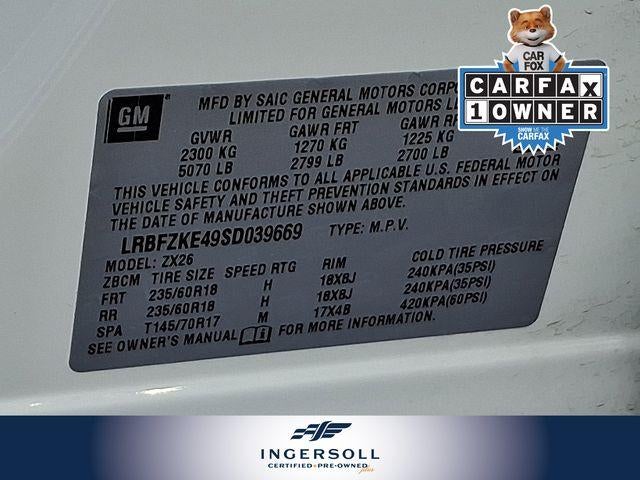 GM
MFD BY SAIC GENERAL MOTORS CORPO
LIMITED FOR GENERAL MOTORS
GVWR GAWR FRT GAWR RR
2300 KG 1270 KG 1225 KG
5070 LB 2799 LB 2700 LB
THIS VEHICLE CONFORMS TO ALL APPLICABLE U.S. FEDERAL MOTOR
VEHICLE SAFETY AND THEFT PREVENTION STANDARDS IN EFFECT ON
THE DATE OF MANUFACTURE SHOWN ABOVE.
LRBFZKE49SD039669 TYPE: M.P.V.
MODEL: ZX26
ZBCM TIRE SIZE SPEED RTG RIM COLD TIRE PRESSURE
FRT 235/60R18 H 18X8J 240KPA(35PSI)
RR 235/60R18 H 18X8J 240KPA(35PSI)
SPA T145/70R17 M 17X4B 420KPA(60PSI)
SEE OWNER'S MANUAL FOR MORE INFORMATION.
CAR
FOX
CARFAX
1 OWNER
SHOW ME THE
CARFAX
INGERSOLL
CERTIFIED • PRE-OWNED plus